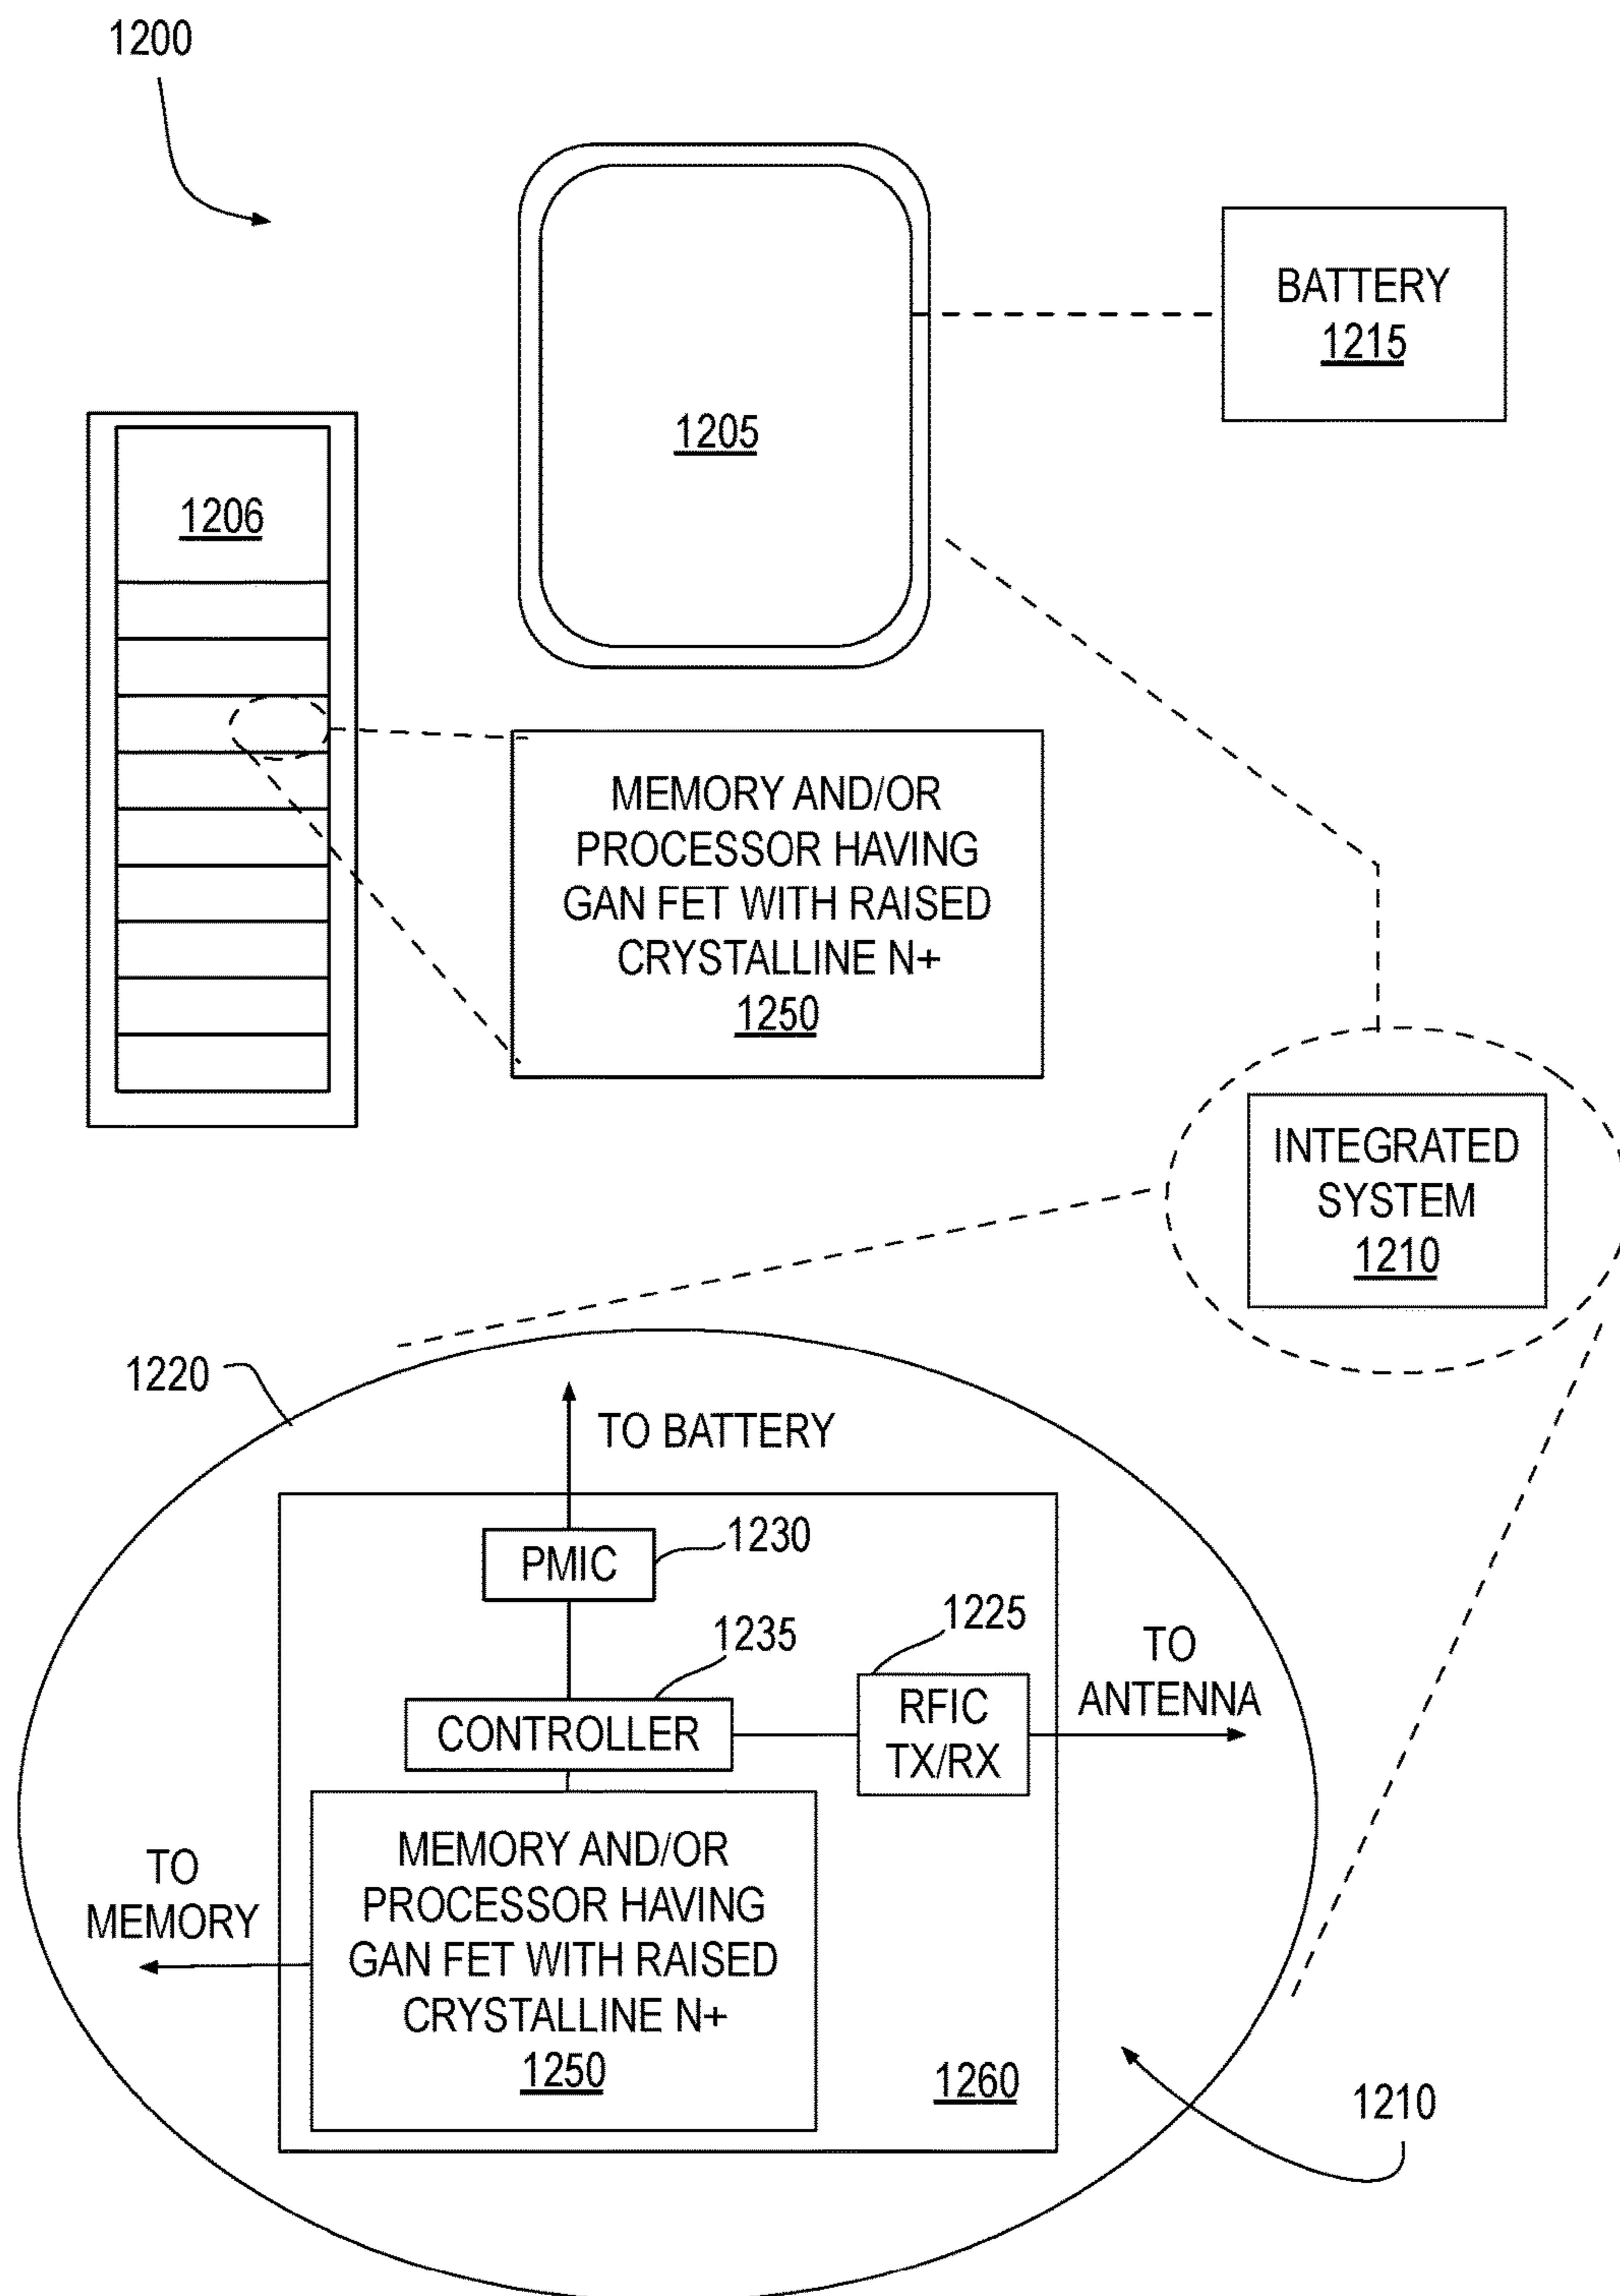 1200
BATTERY
1215
1205
1206
MEMORY AND/OR
PROCESSOR HAVING
GAN FET WITH RAISED
CRYSTALLINE N+
1250
INTEGRATED
SYSTEM
1210
1220
TO BATTERY
PMIC
1230
1235
1225
CONTROLLER
RFIC
TX/RX
TO
ANTENNA
TO
MEMORY
MEMORY AND/OR
PROCESSOR HAVING
GAN FET WITH RAISED
CRYSTALLINE N+
1250
1260
1210